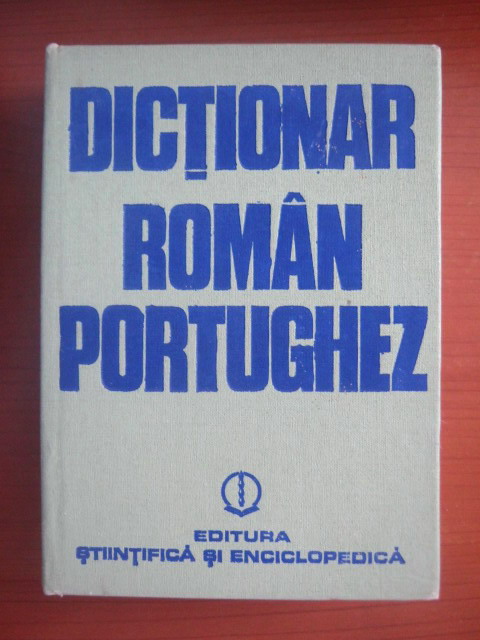 DICȚIONAR
ROMÂN
PORTUGHEZ
EDITURA
ȘTIINȚIFICĂ ȘI ENCICLOPEDICĂ